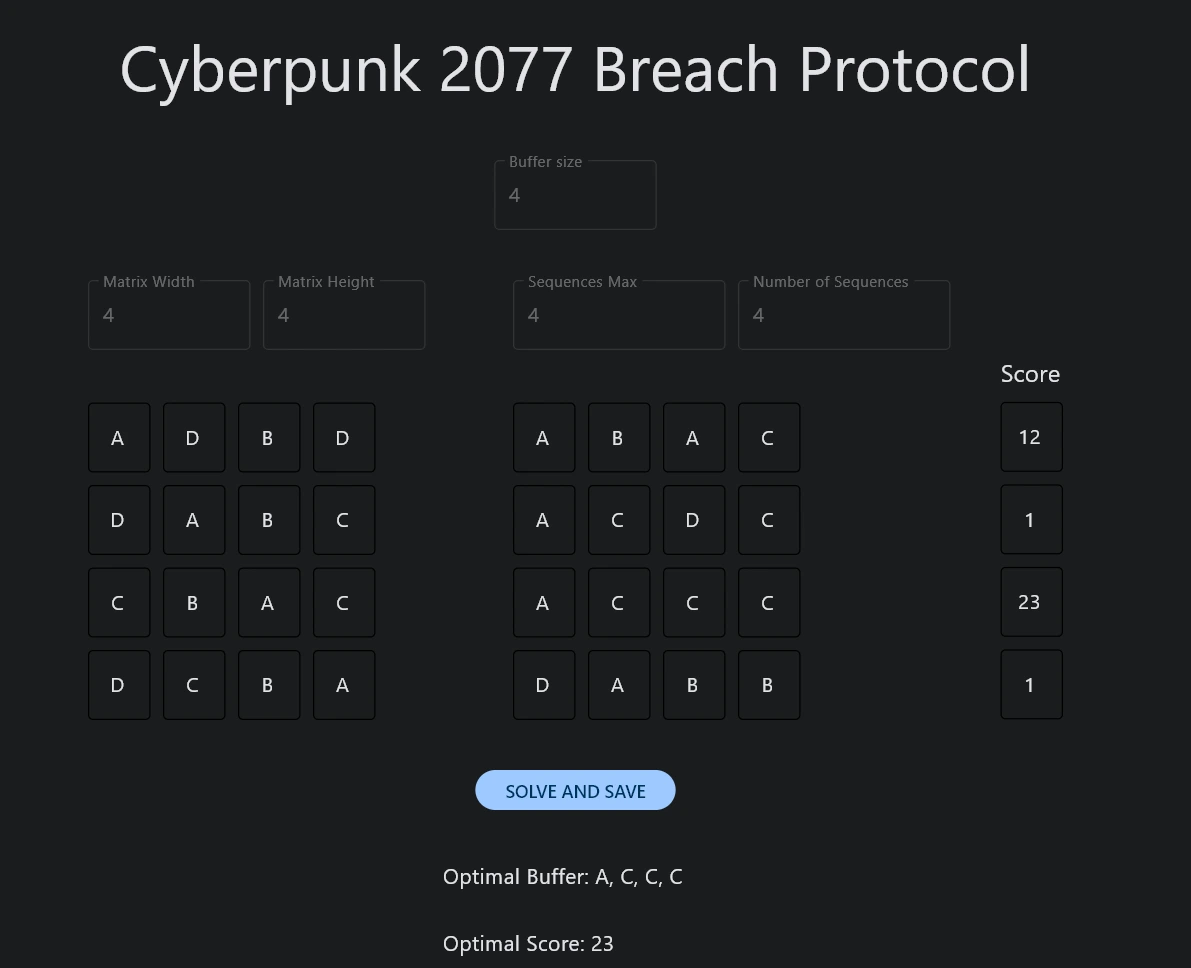 Cyberpunk 2077 Breach Protocol
Buffer size
4
Matrix Width Matrix Height Sequences Max Number of Sequences
4 4 4 4
Score
A D B D A B A C 12
D A B C A C D C 1
C B A C A C C C 23
D C B A D A B B 1
SOLVE AND SAVE
Optimal Buffer: A, C, C, C
Optimal Score: 23